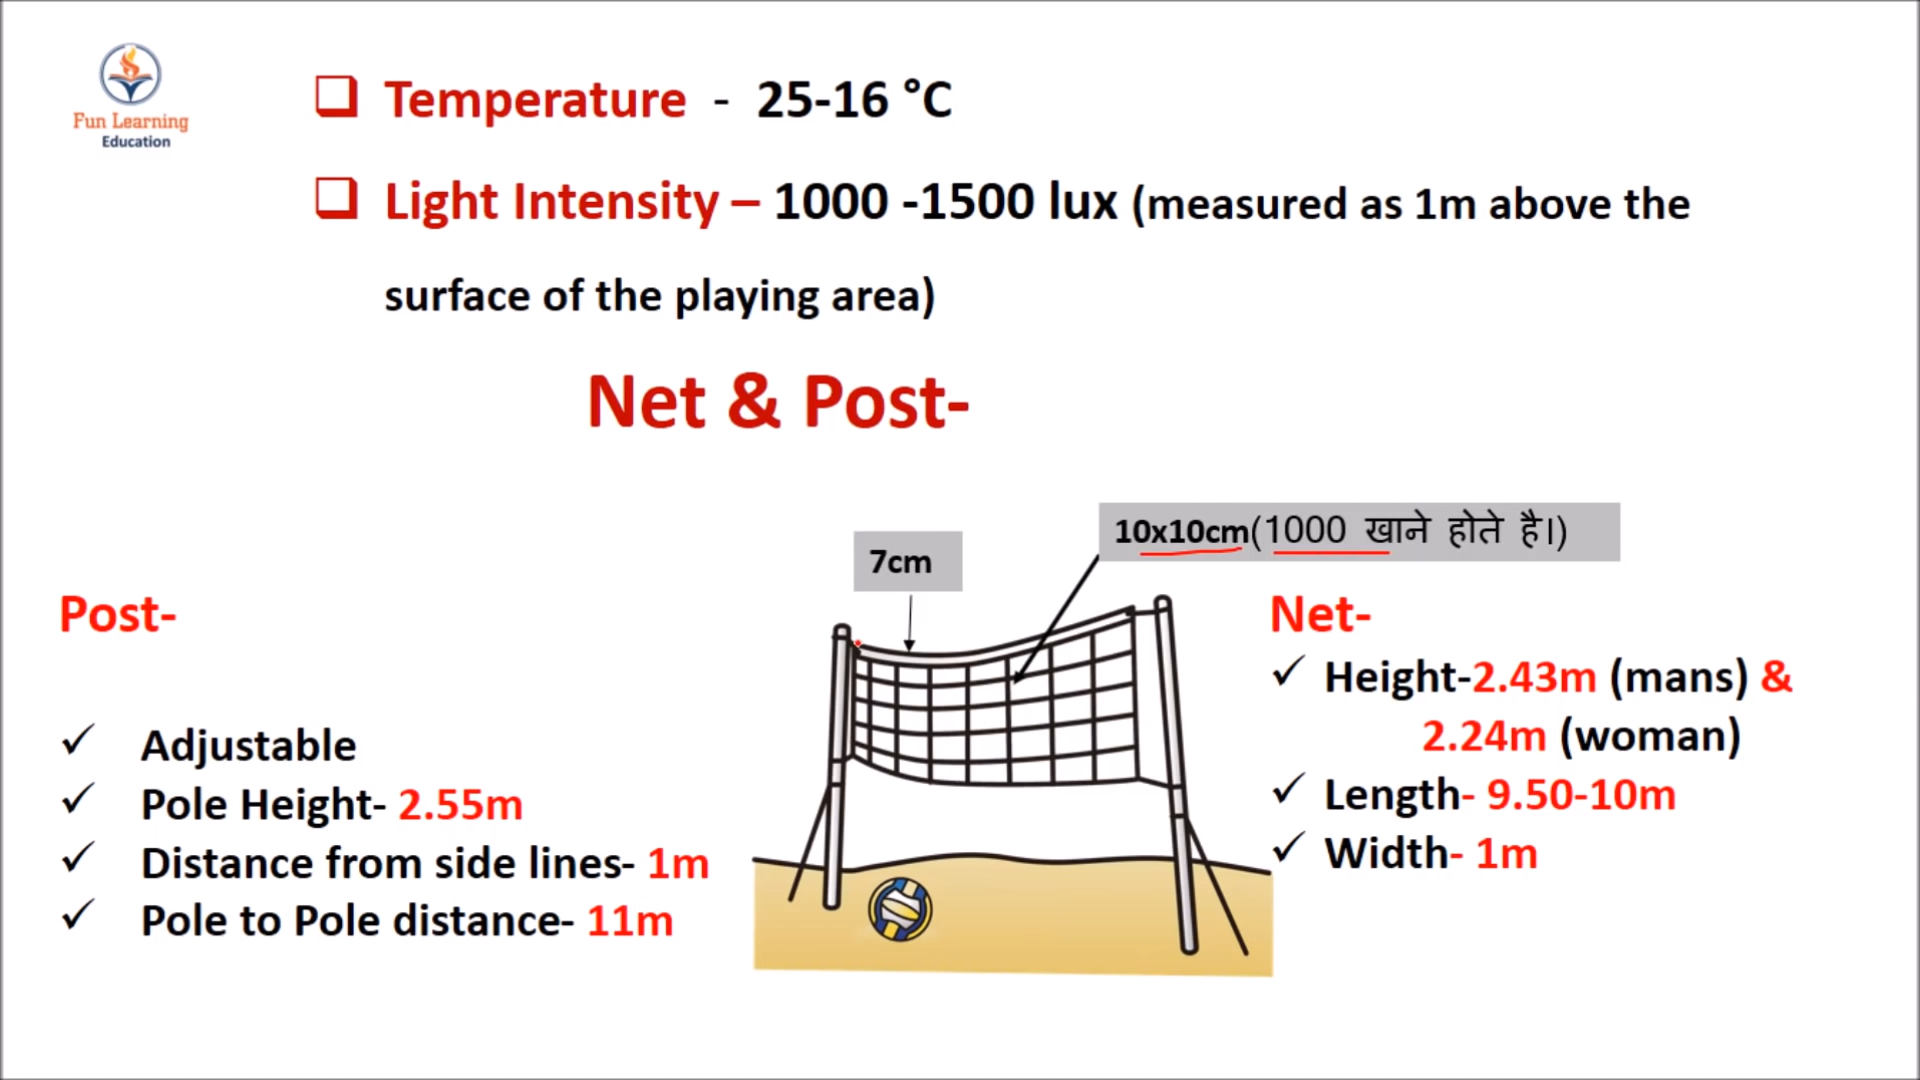 Fun Learning
Education
Temperature - 25-16 °C
Light Intensity – 1000 -1500 lux (measured as 1m above the
surface of the playing area)
Net & Post-
10x10cm(1000 खाने होते है।)
7cm
Post-
Adjustable
Pole Height- 2.55m
Distance from side lines- 1m
Pole to Pole distance- 11m
Net-
Height-2.43m (mans) &
2.24m (woman)
Length- 9.50-10m
Width- 1m